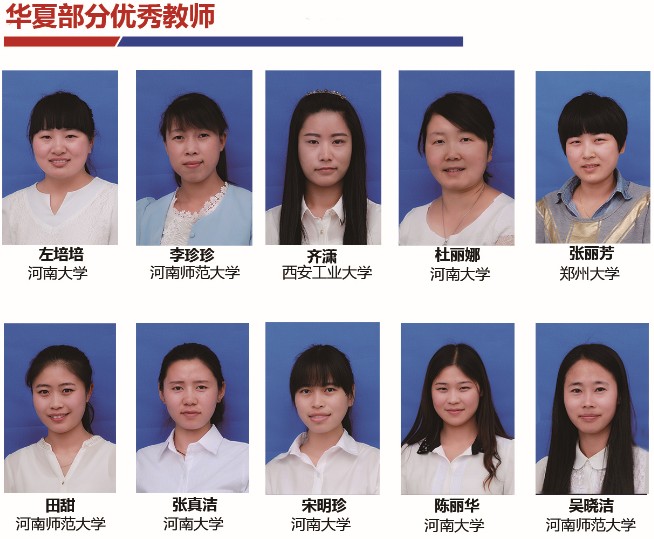 华夏部分优秀教师
左培培
河南大学
李珍珍
河南师范大学
齐潇
西安工业大学
杜丽娜
河南大学
张丽芳
郑州大学
田甜
河南师范大学
张真洁
河南大学
宋明珍
河南大学
陈丽华
河南大学
吴晓洁
河南师范大学